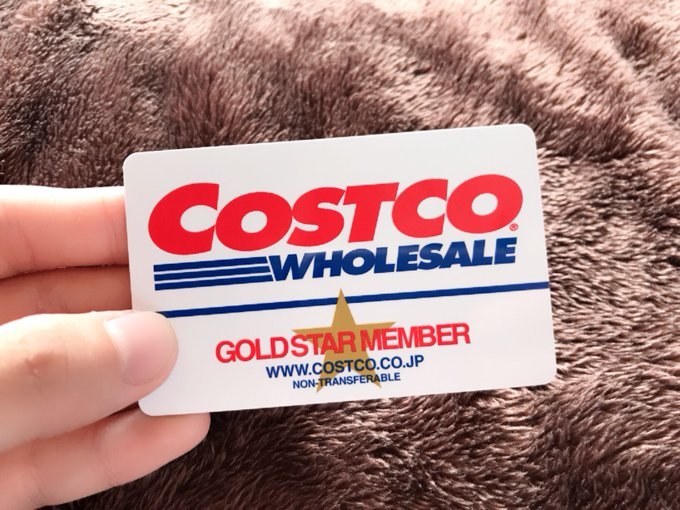 COSTCO®
WHOLESALE
GOLD STAR MEMBER
WWW.COSTCO.CO.JP
NON-TRANSFERABLE